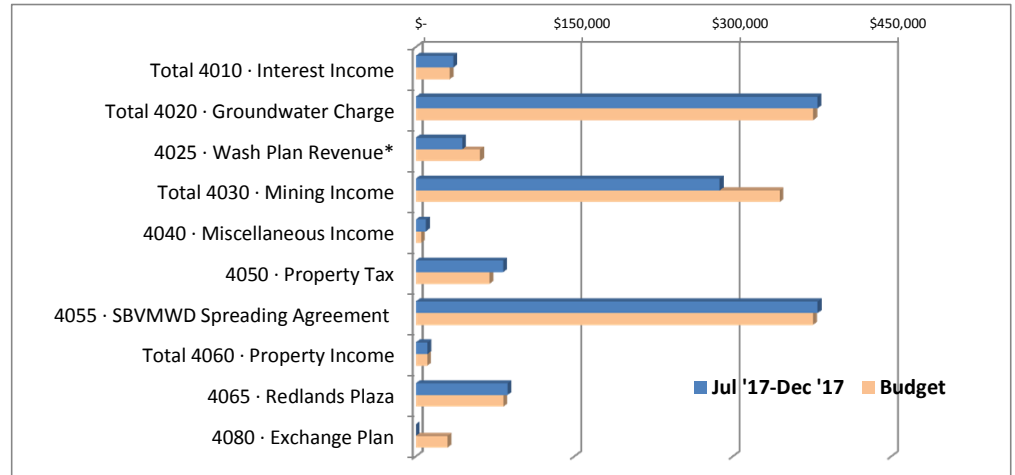 $- $150,000 $300,000 $450,000
Total 4010 · Interest Income
Total 4020 · Groundwater Charge
4025 · Wash Plan Revenue*
Total 4030 · Mining Income
4040 · Miscellaneous Income
4050 · Property Tax
4055 · SBVMWD Spreading Agreement
Total 4060 · Property Income
4065 · Redlands Plaza
4080 · Exchange Plan
Jul '17-Dec '17 Budget